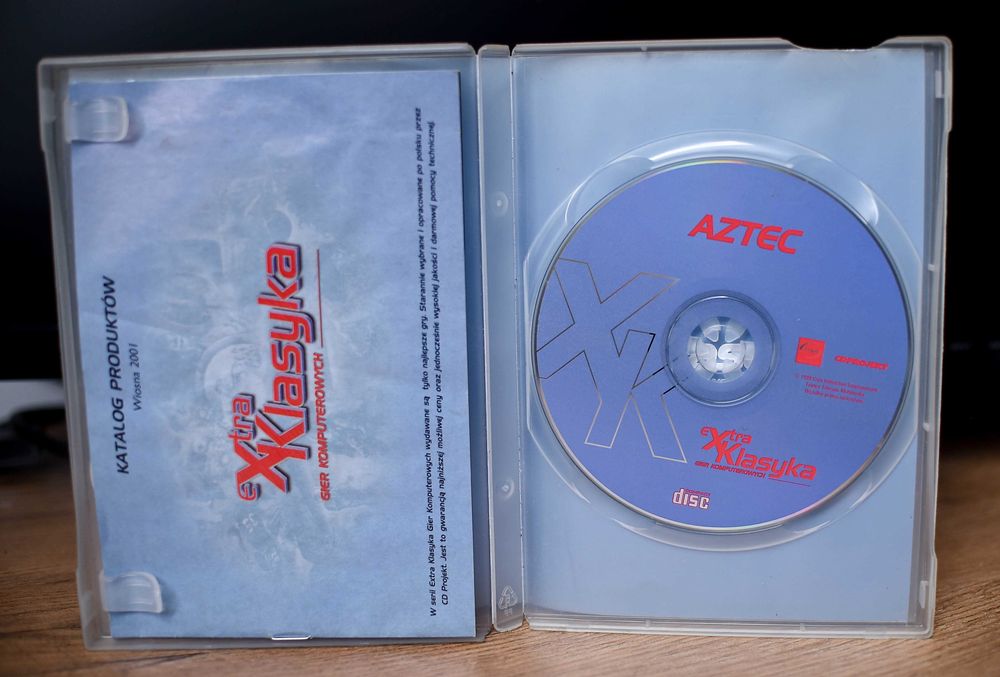 KATALOG PRODUKTÓW
Wiosna 2001
eXtra
Klasyka
GIER KOMPUTEROWYCH
W serii Extra Klasyka Gier Komputerowych wydawane są tylko najlepsze gry. Starannie wybrane i opracowane po polsku przez
CD Projekt. Jest to gwarancją najniższej możliwej ceny oraz jednocześnie wysokiej jakości i darmowej pomocy technicznej.
AZTEC
CD PROJEKT
eXtra
Klasyka
GIER KOMPUTEROWYCH
disc